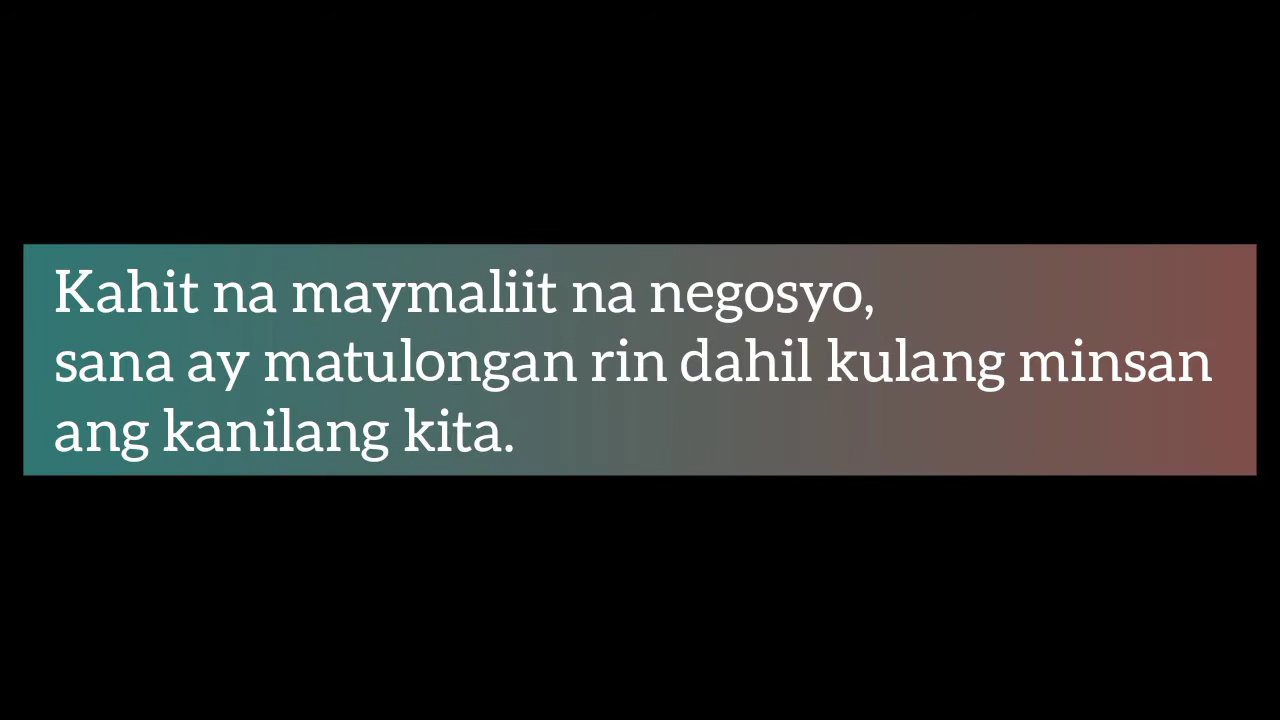 Kahit na maymaliit na negosyo,
sana ay matulongan rin dahil kulang minsan
ang kanilang kita.